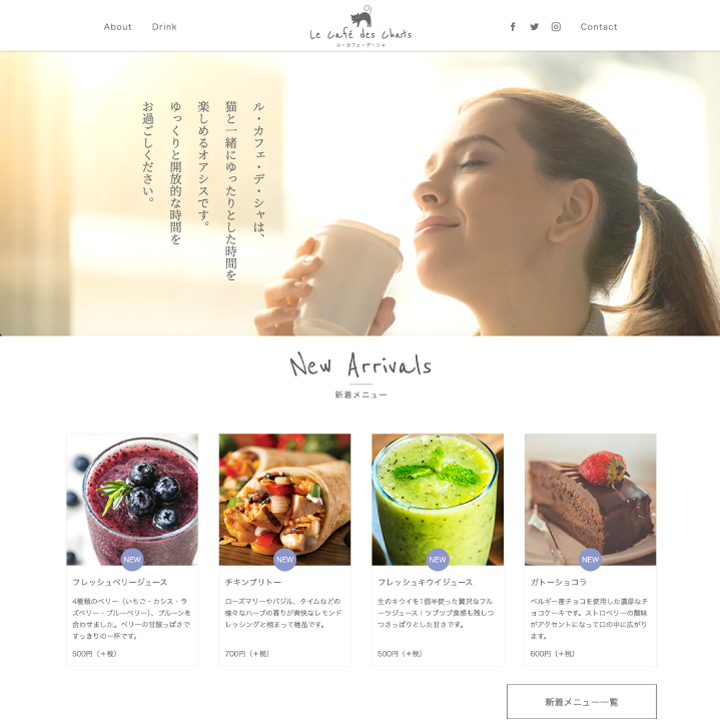 About
Drink
Le Café des Chats
ル・カフェ・デ・シャ
Contact
ル・カフェ・デ・シャは、
猫と一緒にゆったりとした時間を
楽しめるオアシスです。
ゆっくりと開放的な時間を
お過ごしください。
New Arrivals
新着メニュー
NEW
フレッシュベリージュース
4種類のベリー（いちご・カシス・ラ
ズベリー・ブルーベリー）、プルーンを
合わせました。ベリーの甘酸っぱさで
すっきりの一杯です。
500円（+税）
NEW
チキンブリトー
ローズマリーやバジル、タイムなどの
様々なハーブの香りが爽快なレモンド
レッシングと相まって絶品です。
700円（+税）
NEW
フレッシュキウイジュース
生のキウイを1個半使った贅沢なフル
ーツジュース！ツブツブ食感も残しつ
つさっぱりとした甘さです。
500円（+税）
NEW
ガトーショコラ
ベルギー産チョコを使用した濃厚なチ
ョコケーキです。ストロベリーの酸味
がアクセントになって口の中に広がり
ます。
600円（+税）
新着メニュー一覧